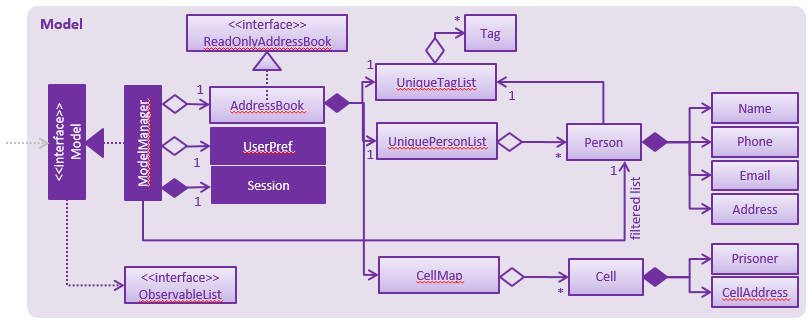 Model
<<interface>>
ReadOnlyAddressBook
*
Tag
<<interface>>
Model
ModelManager
1
AddressBook
1
UniqueTagList
1
Name
UserPref
1
1
UniquePersonList
*
Person
1
Phone
Session
1
Email
Address
filtered list
<<interface>>
ObservableList
CellMap
*
Cell
Prisoner
CellAddress